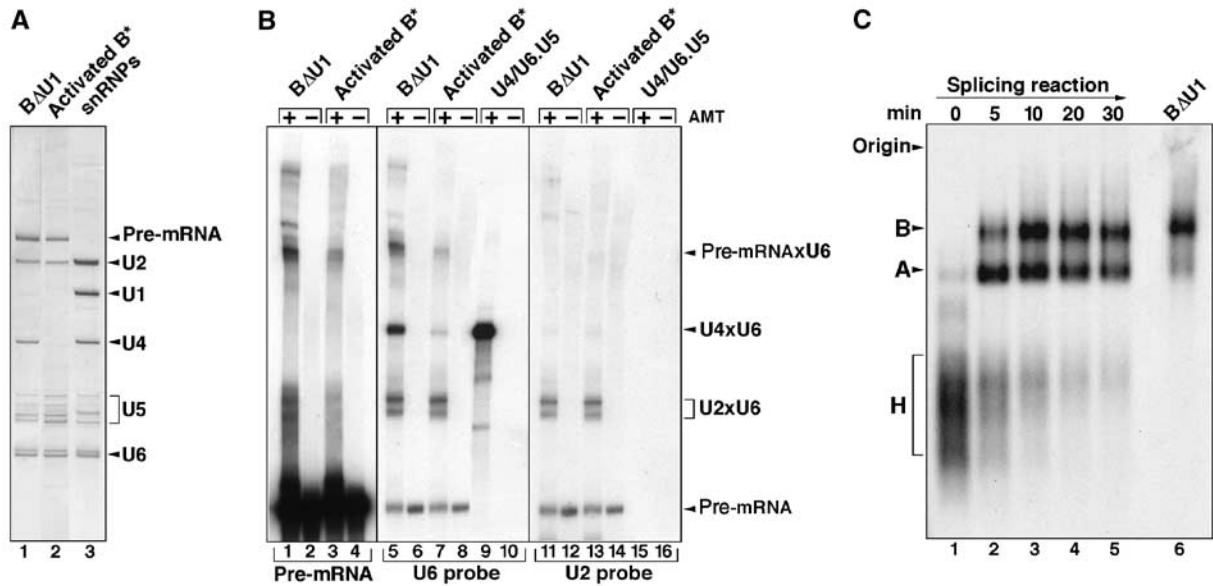 A
BΔU1
Activated B*
snRNPs
Pre-mRNA
U2
U1
U4
U5
U6
1 2 3
B
BΔU1
Activated B*
BΔU1
Activated B*
U4/U6.U5
BΔU1
Activated B*
U4/U6.U5
+ − + − + − + − + − + − + − + − AMT
Pre-mRNAxU6
U4xU6
U2xU6
Pre-mRNA
1 2 3 4 5 6 7 8 9 10 11 12 13 14 15 16
Pre-mRNA U6 probe U2 probe
C
Splicing reaction
BΔU1
min 0 5 10 20 30
Origin
B
A
H
1 2 3 4 5 6